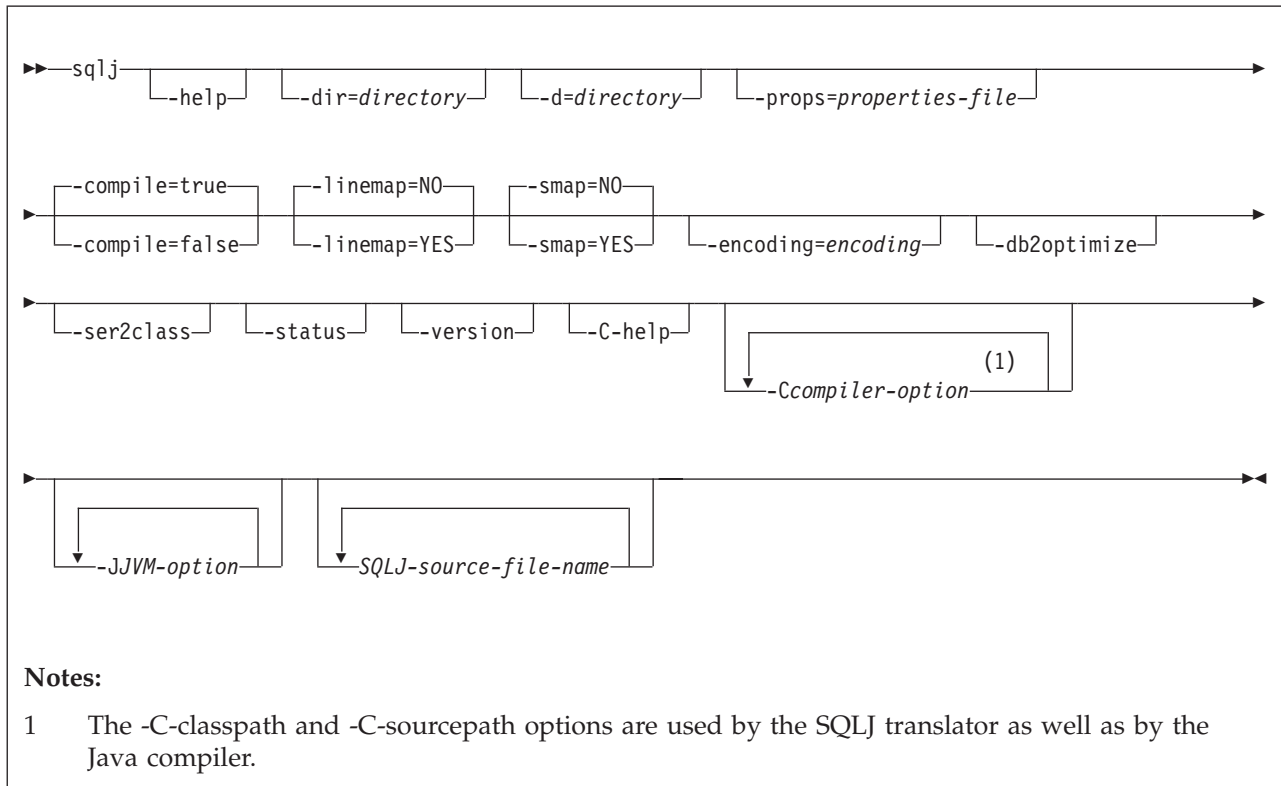 sqlj -help -dir=directory -d=directory -props=properties-file
-compile=true -linemap=NO -smap=NO
-compile=false -linemap=YES -smap=YES -encoding=encoding -db2optimize
-ser2class -status -version -C-help
(1)
-Ccompiler-option
-JJVM-option SQLJ-source-file-name
Notes:
1 The -C-classpath and -C-sourcepath options are used by the SQLJ translator as well as by the
Java compiler.